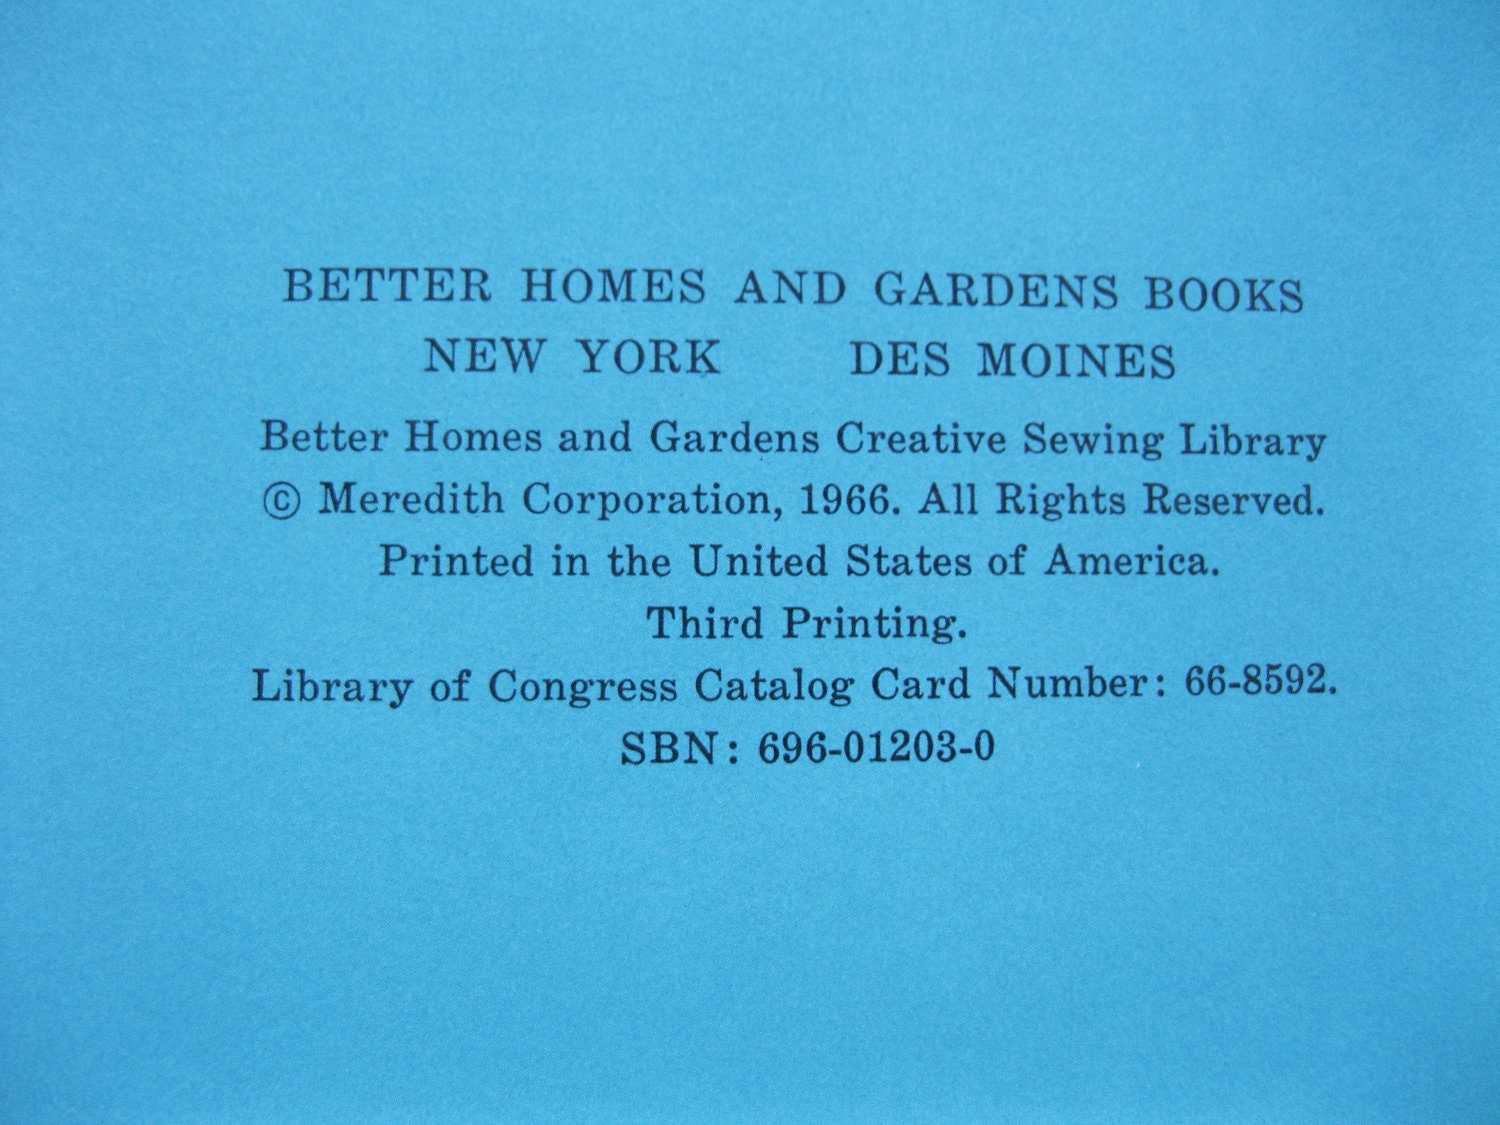 BETTER HOMES AND GARDENS BOOKS
NEW YORK DES MOINES
Better Homes and Gardens Creative Sewing Library
© Meredith Corporation, 1966. All Rights Reserved.
Printed in the United States of America.
Third Printing.
Library of Congress Catalog Card Number: 66-8592.
SBN: 696-01203-0